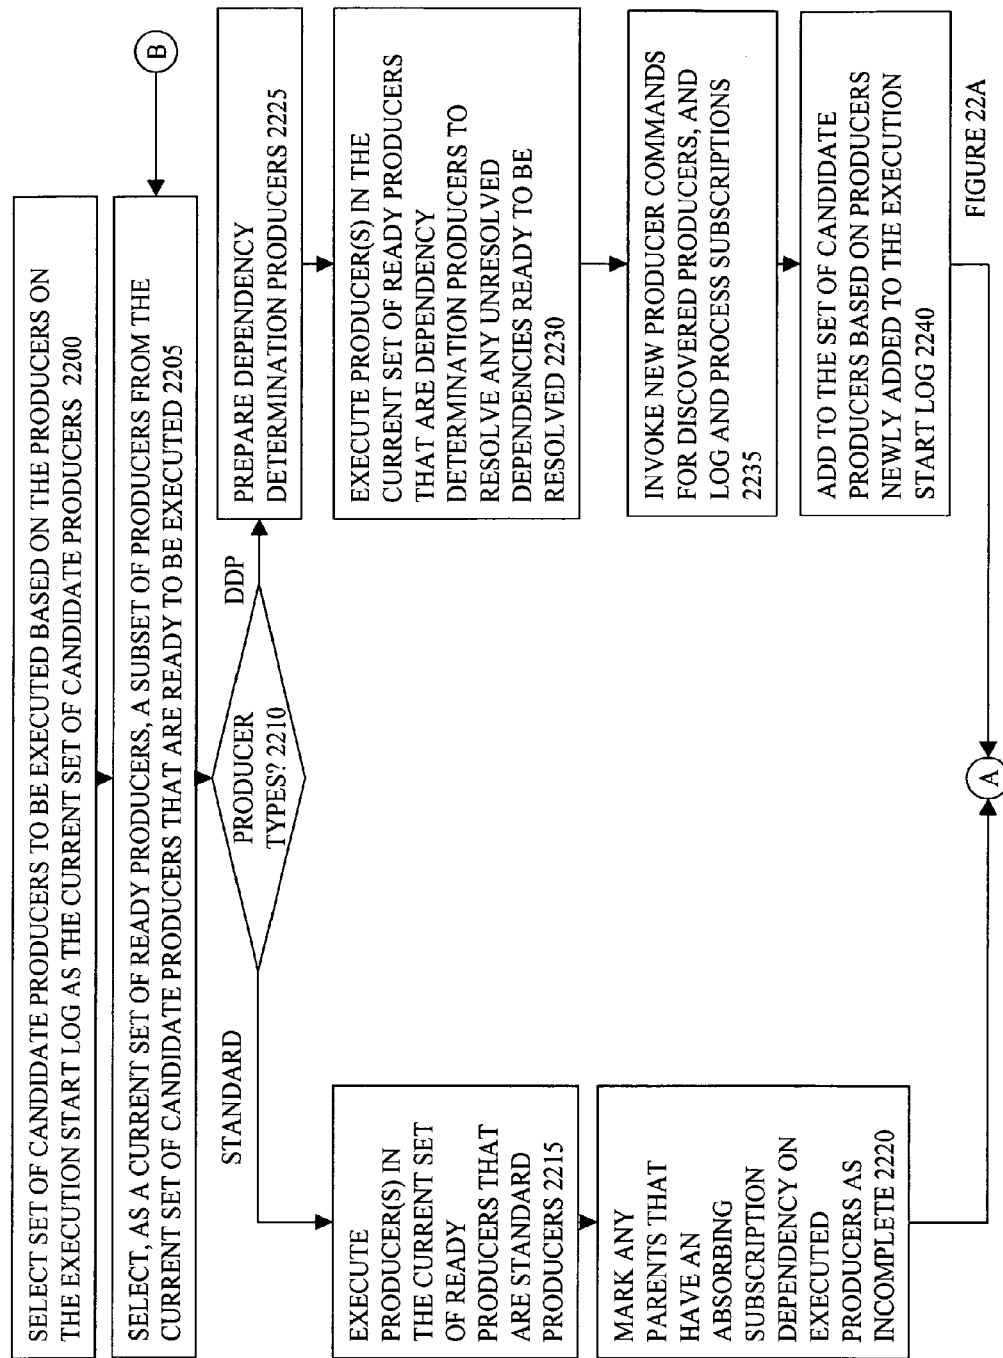 SELECT SET OF CANDIDATE PRODUCERS TO BE EXECUTED BASED ON THE PRODUCERS ON
THE EXECUTION START LOG AS THE CURRENT SET OF CANDIDATE PRODUCERS 2200
SELECT, AS A CURRENT SET OF READY PRODUCERS, A SUBSET OF PRODUCERS FROM THE
CURRENT SET OF CANDIDATE PRODUCERS THAT ARE READY TO BE EXECUTED 2205
B
PRODUCER
TYPES? 2210
STANDARD
DDP
EXECUTE
PRODUCER(S) IN
THE CURRENT SET
OF READY
PRODUCERS THAT
ARE STANDARD
PRODUCERS 2215
MARK ANY
PARENTS THAT
HAVE AN
ABSORBING
SUBSCRIPTION
DEPENDENCY ON
EXECUTED
PRODUCERS AS
INCOMPLETE 2220
PREPARE DEPENDENCY
DETERMINATION PRODUCERS 2225
EXECUTE PRODUCER(S) IN THE
CURRENT SET OF READY PRODUCERS
THAT ARE DEPENDENCY
DETERMINATION PRODUCERS TO
RESOLVE ANY UNRESOLVED
DEPENDENCIES READY TO BE
RESOLVED 2230
INVOKE NEW PRODUCER COMMANDS
FOR DISCOVERED PRODUCERS, AND
LOG AND PROCESS SUBSCRIPTIONS
2235
ADD TO THE SET OF CANDIDATE
PRODUCERS BASED ON PRODUCERS
NEWLY ADDED TO THE EXECUTION
START LOG 2240
A
FIGURE 22A